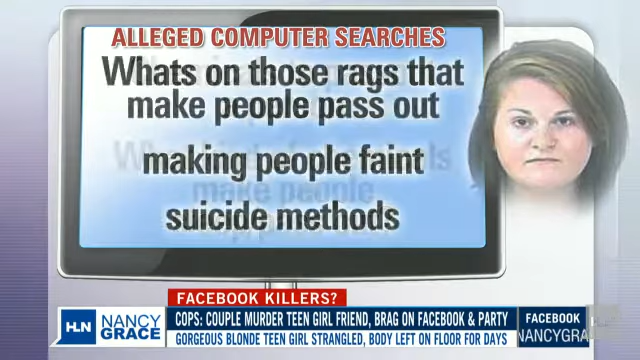 ALLEGED COMPUTER SEARCHES
Whats on those rags that
make people pass out
making people faint
suicide methods
FACEBOOK KILLERS?
HLN
NANCY
GRACE
COPS: COUPLE MURDER TEEN GIRL FRIEND, BRAG ON FACEBOOK & PARTY
GORGEOUS BLONDE TEEN GIRL STRANGLED, BODY LEFT ON FLOOR FOR DAYS
FACEBOOK
NANCYGRA